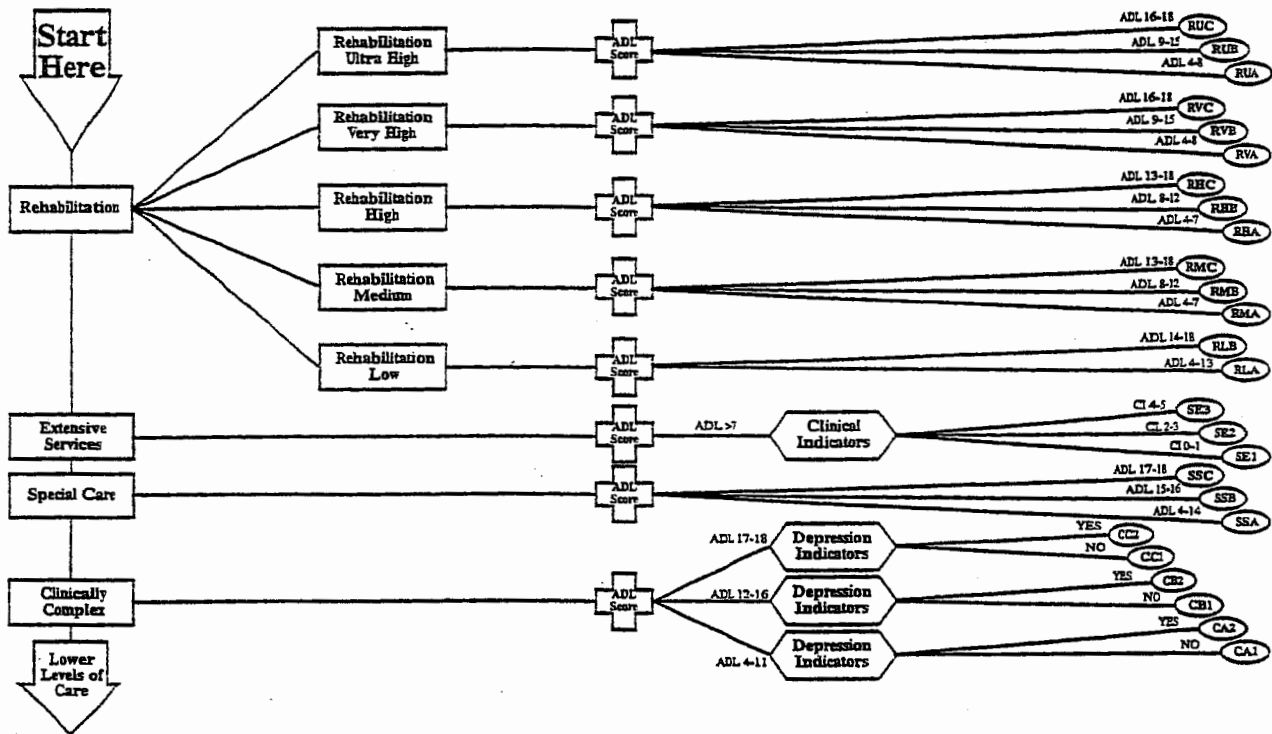 Start
Here
Rehabilitation
Rehabilitation
Ultra High
ADL
Score
ADL 16-18
RUC
ADL 9-15
RUB
ADL 4-8
RUA
Rehabilitation
Very High
ADL
Score
ADL 16-18
RVC
ADL 9-15
RVB
ADL 4-8
RVA
Rehabilitation
High
ADL
Score
ADL 13-18
RHC
ADL 8-12
RHB
ADL 4-7
RHA
Rehabilitation
Medium
ADL
Score
ADL 13-18
RMC
ADL 8-12
RMB
ADL 4-7
RMA
Rehabilitation
Low
ADL
Score
ADL 14-18
RLB
ADL 4-13
RLA
Extensive
Services
ADL
Score
ADL >7
Clinical
Indicators
CI 4-5
SE3
CI 2-3
SE2
CI 0-1
SE1
Special Care
ADL
Score
ADL 17-18
SSC
ADL 15-16
SSB
ADL 4-14
SSA
Clinically
Complex
ADL
Score
ADL 17-18
Depression
Indicators
YES
CC2
NO
CC1
ADL 12-16
Depression
Indicators
YES
CB2
NO
CB1
ADL 4-11
Depression
Indicators
YES
CA2
NO
CA1
Lower
Levels of
Care